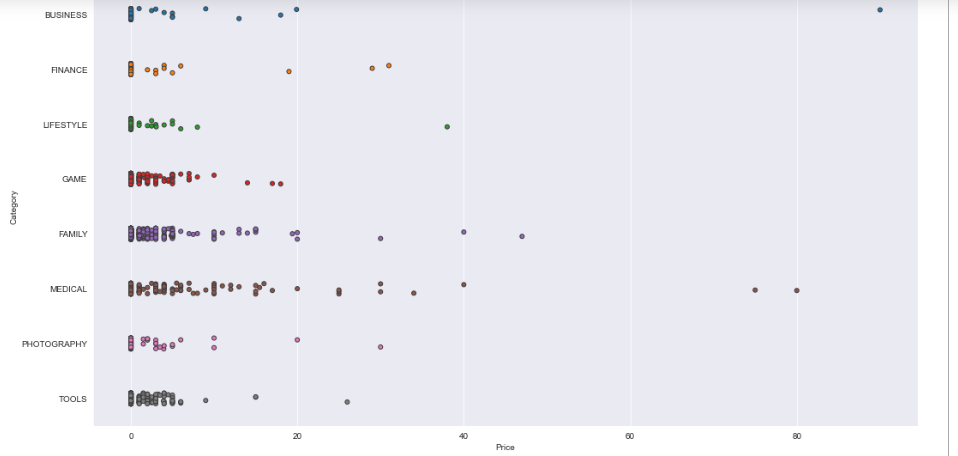 BUSINESS
FINANCE
LIFESTYLE
GAME
Category
FAMILY
MEDICAL
PHOTOGRAPHY
TOOLS
0 20 40 60 80
Price